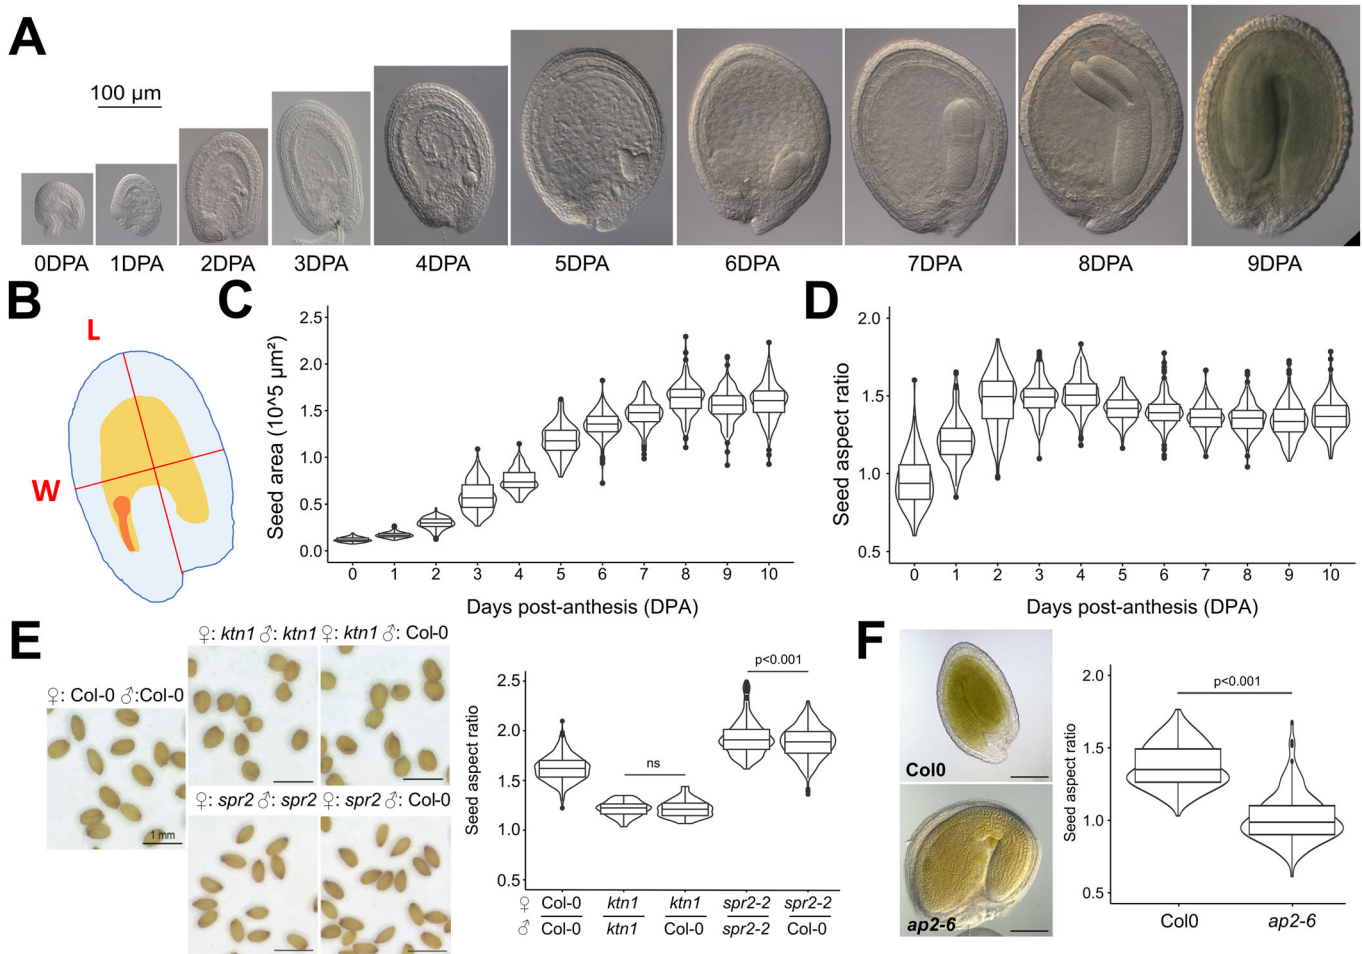 A
100 µm
0DPA 1DPA 2DPA 3DPA 4DPA 5DPA 6DPA 7DPA 8DPA 9DPA
B
L
W
C
Seed area (10^5 µm²)
2.5
2.0
1.5
1.0
0.5
0.0
0 1 2 3 4 5 6 7 8 9 10
Days post-anthesis (DPA)
D
Seed aspect ratio
2.0
1.5
1.0
0.5
0 1 2 3 4 5 6 7 8 9 10
Days post-anthesis (DPA)
E
♀: Col-0 ♂:Col-0
1 mm
♀: ktn1 ♂: ktn1 ♀: ktn1 ♂: Col-0
♀: spr2 ♂: spr2 ♀: spr2 ♂: Col-0
Seed aspect ratio
2.5
2.0
1.5
1.0
0.5
ns
p<0.001
♀ Col-0 ktn1 ktn1 spr2-2 spr2-2
♂ Col-0 ktn1 Col-0 spr2-2 Col-0
F
Col0
ap2-6
Seed aspect ratio
2.0
1.5
1.0
0.5
p<0.001
Col0 ap2-6